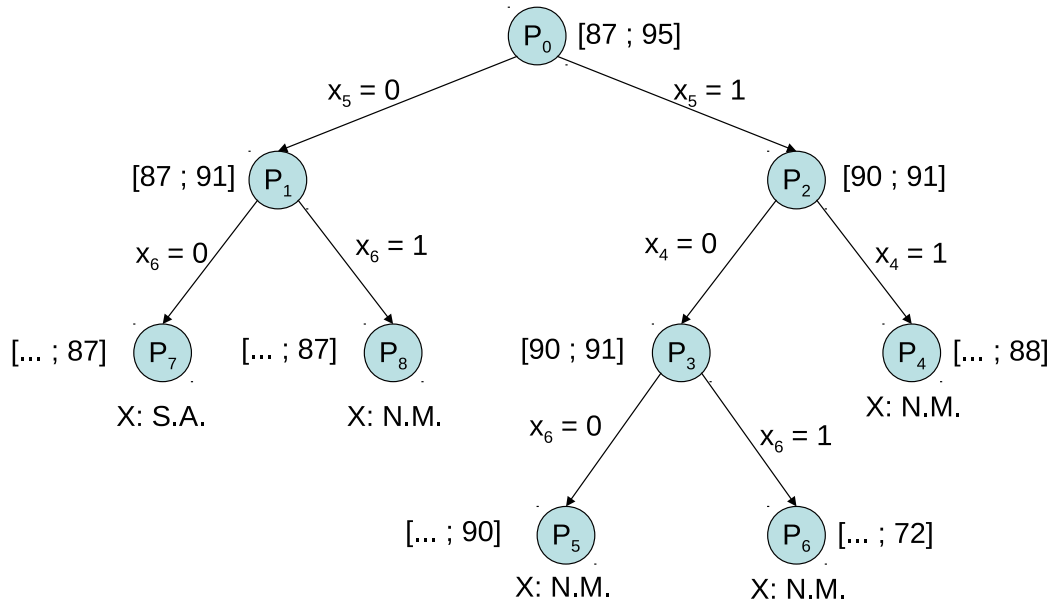 P₀ [87 ; 95]
x₅ = 0
x₅ = 1
[87 ; 91] P₁
P₂ [90 ; 91]
x₆ = 0
x₆ = 1
x₄ = 0
x₄ = 1
[... ; 87] P₇
[... ; 87] P₈
[90 ; 91] P₃
P₄ [... ; 88]
X: S.A.
X: N.M.
X: N.M.
x₆ = 0
x₆ = 1
[... ; 90] P₅
P₆ [... ; 72]
X: N.M.
X: N.M.